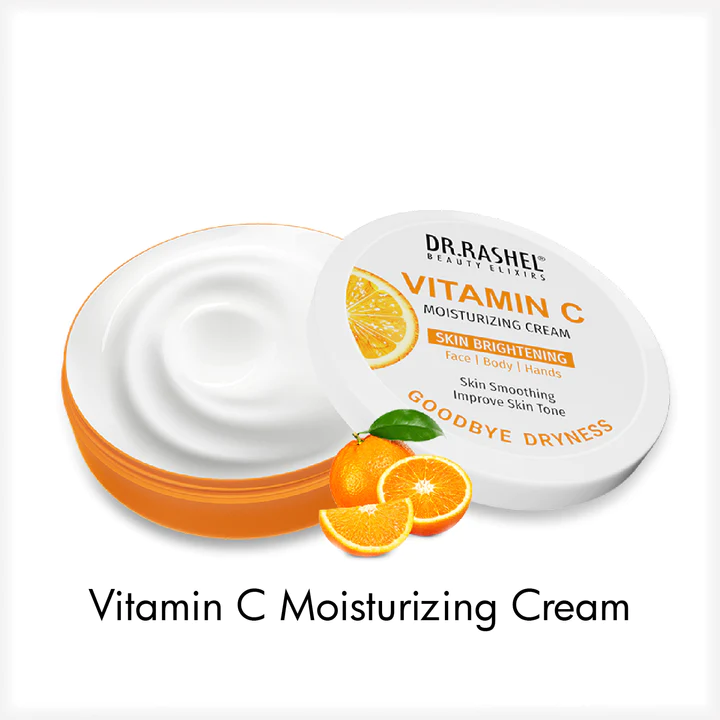 DR.RASHEL®
BEAUTY ELIXIRS
VITAMIN C
MOISTURIZING CREAM
SKIN BRIGHTENING
Face | Body | Hands
Skin Smoothing
Improve Skin Tone
GOODBYE DRYNESS
Vitamin C Moisturizing Cream